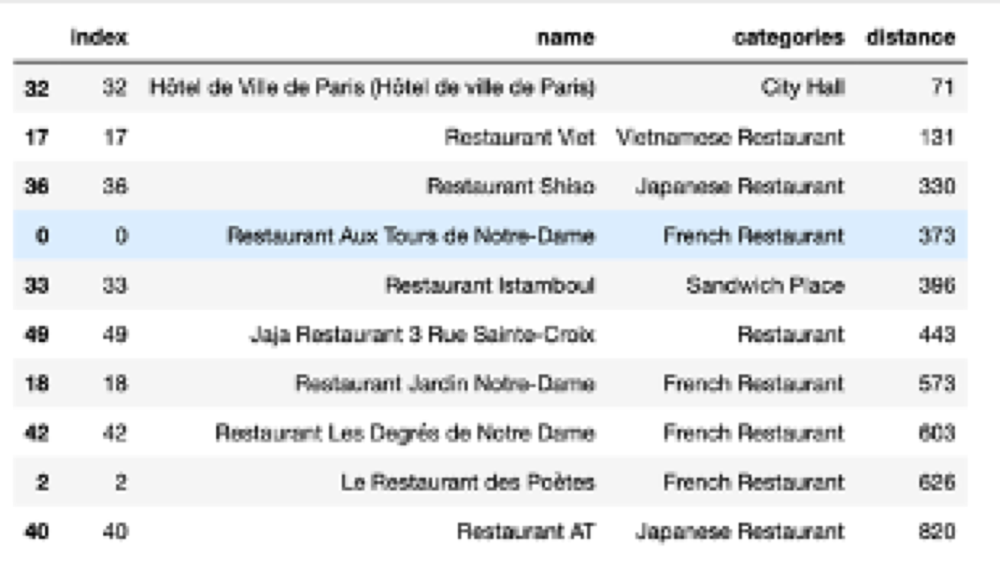 index name categories distance
32 32 Hôtel de Ville de Paris (Hôtel de ville de Paris) City Hall 71
17 17 Restaurant Viet Vietnamese Restaurant 131
36 36 Restaurant Shiso Japanese Restaurant 330
0 0 Restaurant Aux Tours de Notre-Dame French Restaurant 373
33 33 Restaurant Istamboul Sandwich Place 396
49 49 Jaja Restaurant 3 Rue Sainte-Croix Restaurant 443
18 18 Restaurant Jardin Notre-Dame French Restaurant 573
42 42 Restaurant Les Degrés de Notre Dame French Restaurant 603
2 2 Le Restaurant des Poètes French Restaurant 626
40 40 Restaurant AT Japanese Restaurant 820